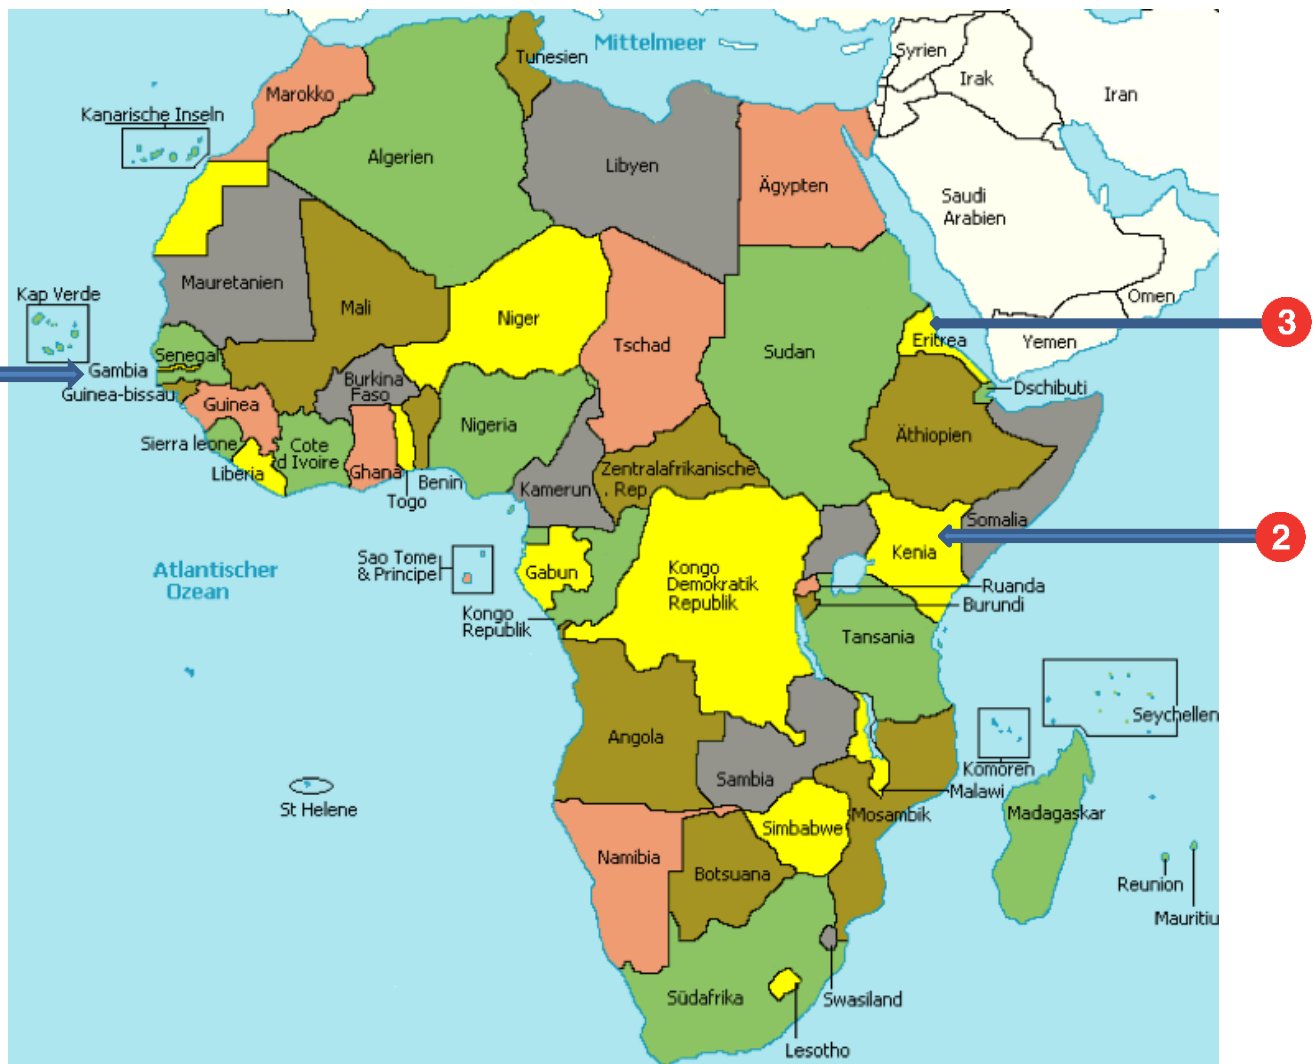 Mittelmeer
Tunesien
Syrien
Irak
Iran
Marokko
Kanarische Inseln
Algerien
Libyen
Ägypten
Saudi
Arabien
Mauretanien
Kap Verde
Mali
Niger
Omen
3
Eritrea
Yemen
Tschad
Sudan
Senegal
Gambia
Guinea-bissau
Burkina
Faso
Dschibuti
Guinea
Nigeria
Äthiopien
Sierra leone
Cote
d Ivoire
Liberia
Ghana
Togo
Benin
Zentralafrikanische
. Rep
Kamerun
Somalia
Kenia
2
Sao Tome
& Principe
Gabun
Kongo
Demokratik
Republik
Atlantischer
Ozean
Ruanda
Burundi
Kongo
Republik
Tansania
Seychellen
Angola
Sambia
Komoren
Malawi
St Helene
Mosambik
Madagaskar
Simbabwe
Namibia
Botsuana
Reunion
Mauritiu
Südafrika
Swasiland
Lesotho